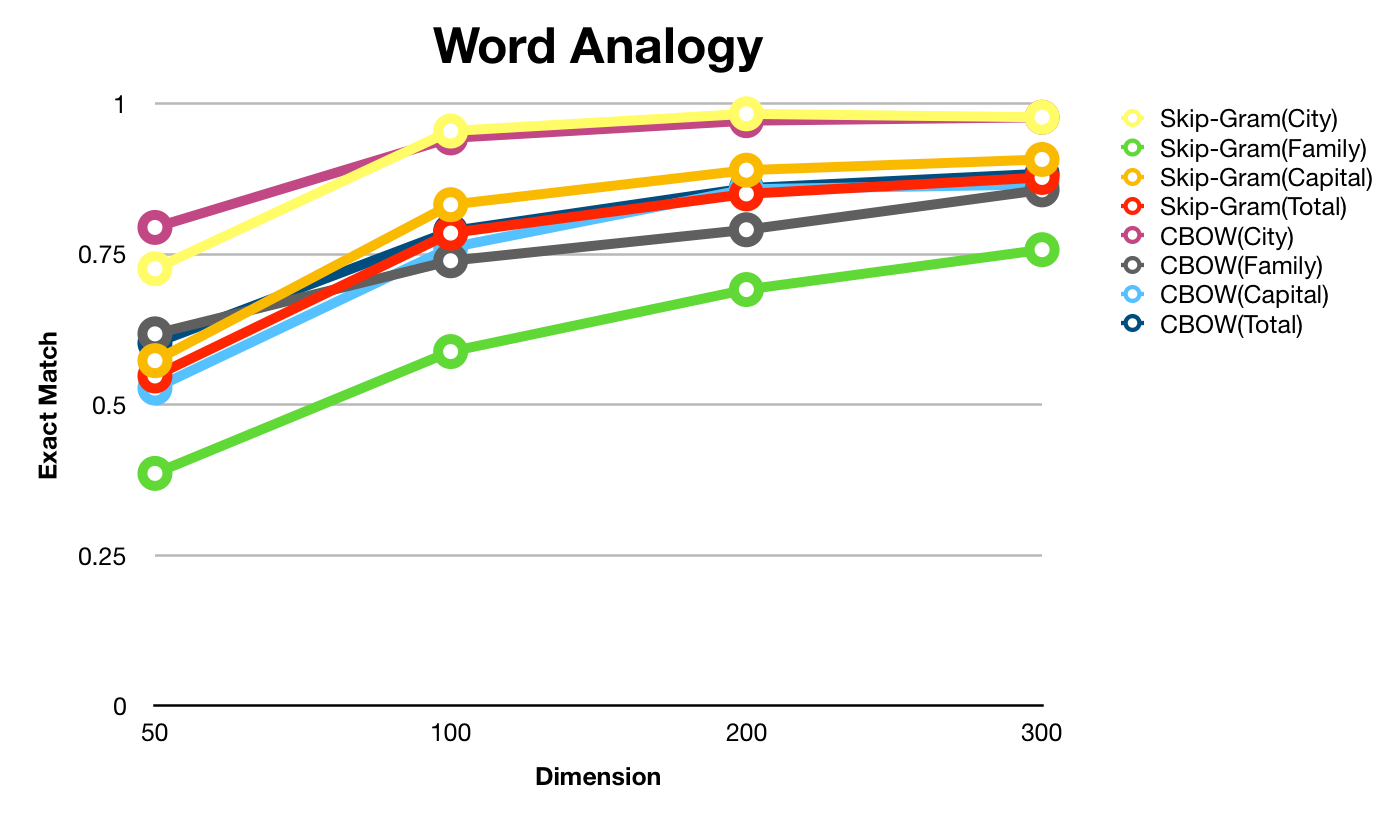 Word Analogy
1
0.75
0.5
0.25
0
Exact Match
50 100 200 300
Dimension
Skip-Gram(City)
Skip-Gram(Family)
Skip-Gram(Capital)
Skip-Gram(Total)
CBOW(City)
CBOW(Family)
CBOW(Capital)
CBOW(Total)